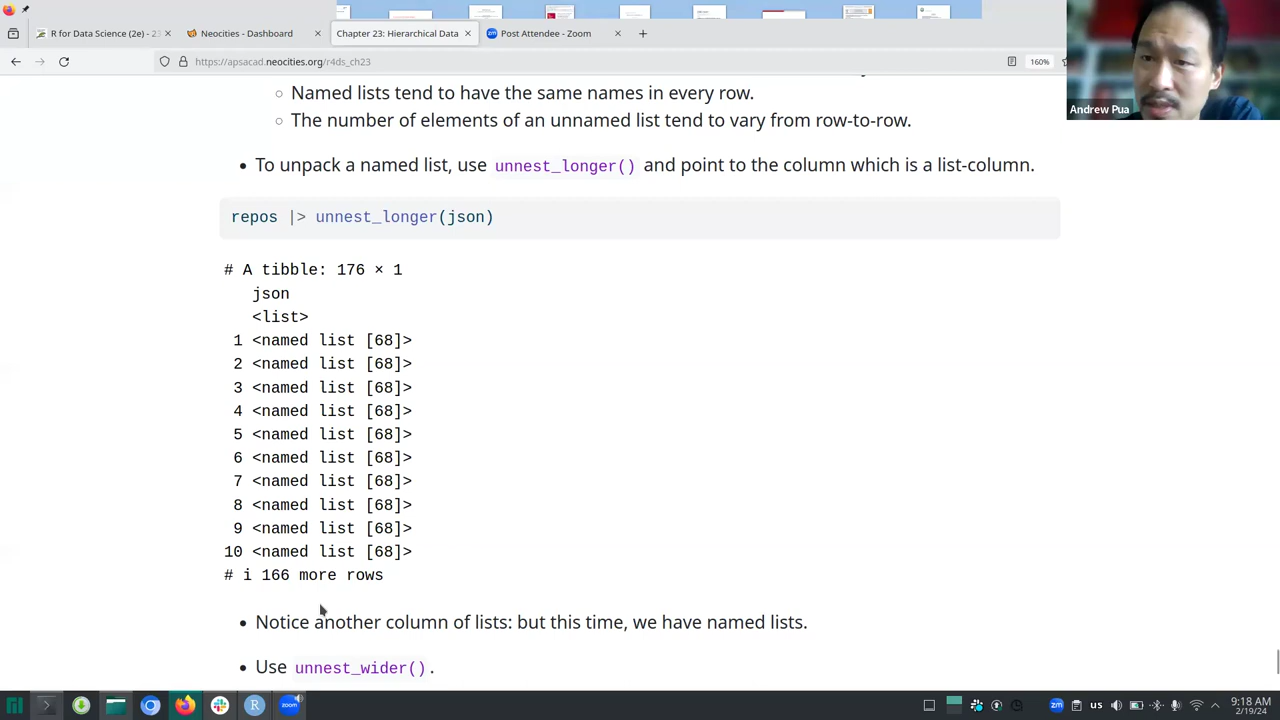 R for Data Science (2e) - 2
Neocities - Dashboard
Chapter 23: Hierarchical Data
Post Attendee - Zoom
https://apsacad.neocities.org/r4ds_ch23
160%
Andrew Pua
Named lists tend to have the same names in every row.
The number of elements of an unnamed list tend to vary from row-to-row.
To unpack a named list, use unnest_longer() and point to the column which is a list-column.
repos |> unnest_longer(json)
# A tibble: 176 × 1
json
<list>
1 <named list [68]>
2 <named list [68]>
3 <named list [68]>
4 <named list [68]>
5 <named list [68]>
6 <named list [68]>
7 <named list [68]>
8 <named list [68]>
9 <named list [68]>
10 <named list [68]>
# i 166 more rows
Notice another column of lists: but this time, we have named lists.
Use unnest_wider().
us
9:18 AM
2/19/24